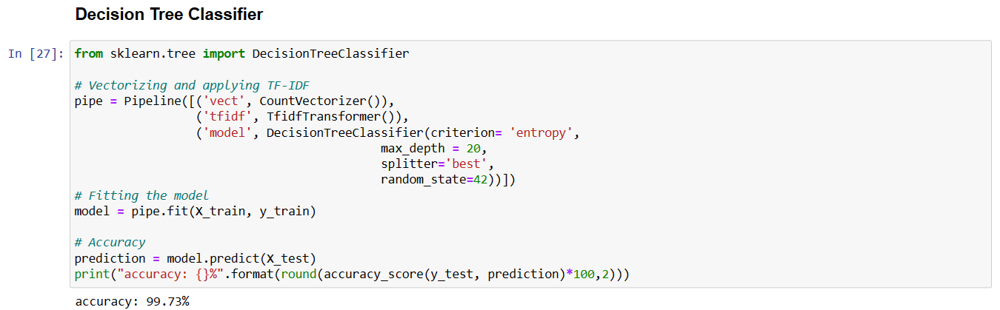 Decision Tree Classifier
In [27]: from sklearn.tree import DecisionTreeClassifier
# Vectorizing and applying TF-IDF
pipe = Pipeline([('vect', CountVectorizer()),
('tfidf', TfidfTransformer()),
('model', DecisionTreeClassifier(criterion= 'entropy',
max_depth = 20,
splitter='best',
random_state=42))])
# Fitting the model
model = pipe.fit(X_train, y_train)
# Accuracy
prediction = model.predict(X_test)
print("accuracy: {}%".format(round(accuracy_score(y_test, prediction)*100,2)))
accuracy: 99.73%